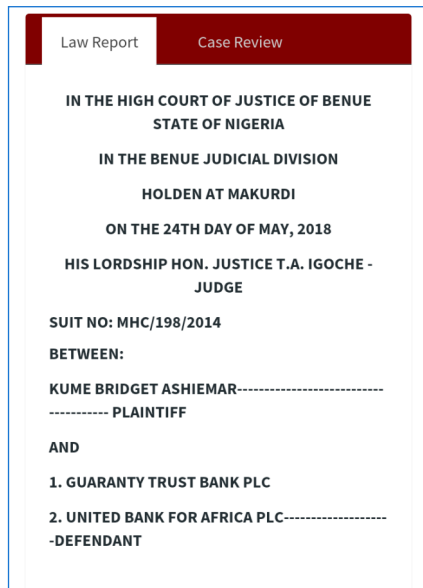 Law Report Case Review
IN THE HIGH COURT OF JUSTICE OF BENUE
STATE OF NIGERIA
IN THE BENUE JUDICIAL DIVISION
HOLDEN AT MAKURDI
ON THE 24TH DAY OF MAY, 2018
HIS LORDSHIP HON. JUSTICE T.A. IGOCHE -
JUDGE
SUIT NO: MHC/198/2014
BETWEEN:
KUME BRIDGET ASHIEMAR---------------------------
----------- PLAINTIFF
AND
1. GUARANTY TRUST BANK PLC
2. UNITED BANK FOR AFRICA PLC-------------------
-DEFENDANT